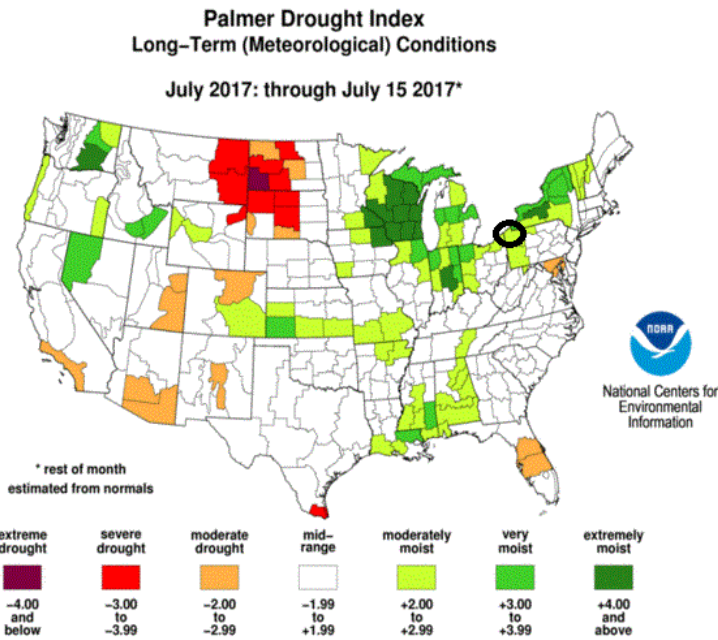 Palmer Drought Index
Long-Term (Meteorological) Conditions
July 2017: through July 15 2017*
NOAA
National Centers for
Environmental
Information
* rest of month
estimated from normals
extreme
drought
severe
drought
moderate
drought
mid-
range
moderately
moist
very
moist
extremely
moist
-4.00
and
below
-3.00
to
-3.99
-2.00
to
-2.99
-1.99
to
+1.99
+2.00
to
+2.99
+3.00
to
+3.99
+4.00
and
above